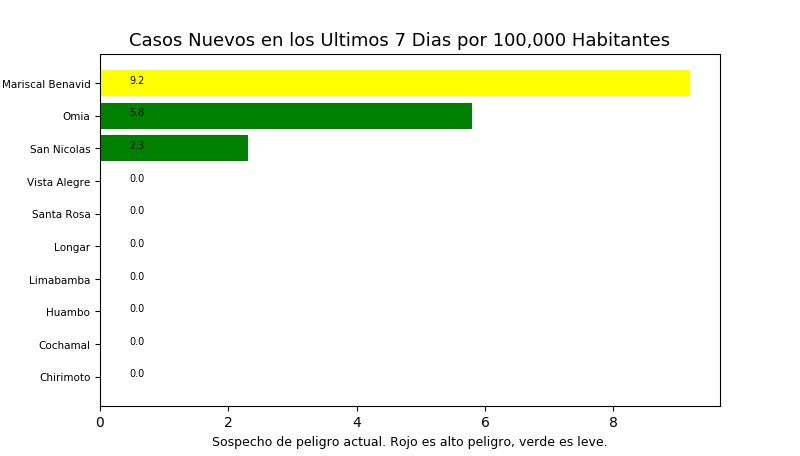 Casos Nuevos en los Ultimos 7 Dias por 100,000 Habitantes
Mariscal Benavid 9.2
Omia 5.8
San Nicolas 2.3
Vista Alegre 0.0
Santa Rosa 0.0
Longar 0.0
Limabamba 0.0
Huambo 0.0
Cochamal 0.0
Chirimoto 0.0
0 2 4 6 8
Sospecho de peligro actual. Rojo es alto peligro, verde es leve.